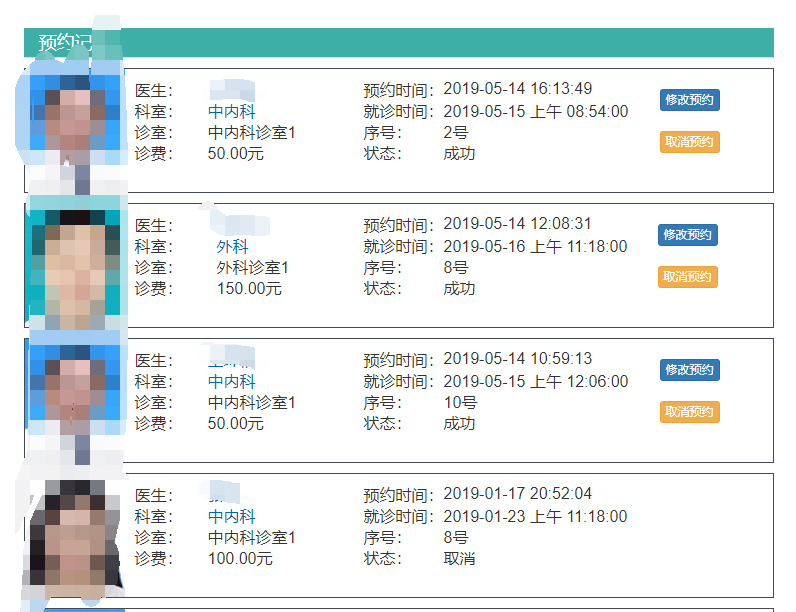 预约记
医生: 预约时间: 2019-05-14 16:13:49
科室: 中内科 就诊时间: 2019-05-15 上午 08:54:00 修改预约
诊室: 中内科诊室1 序号: 2号
诊费: 50.00元 状态: 成功 取消预约
医生: 预约时间: 2019-05-14 12:08:31
科室: 外科 就诊时间: 2019-05-16 上午 11:18:00 修改预约
诊室: 外科诊室1 序号: 8号
诊费: 150.00元 状态: 成功 取消预约
医生: 预约时间: 2019-05-14 10:59:13
科室: 中内科 就诊时间: 2019-05-15 上午 12:06:00 修改预约
诊室: 中内科诊室1 序号: 10号
诊费: 50.00元 状态: 成功 取消预约
医生: 预约时间: 2019-01-17 20:52:04
科室: 中内科 就诊时间: 2019-01-23 上午 11:18:00
诊室: 中内科诊室1 序号: 8号
诊费: 100.00元 状态: 取消